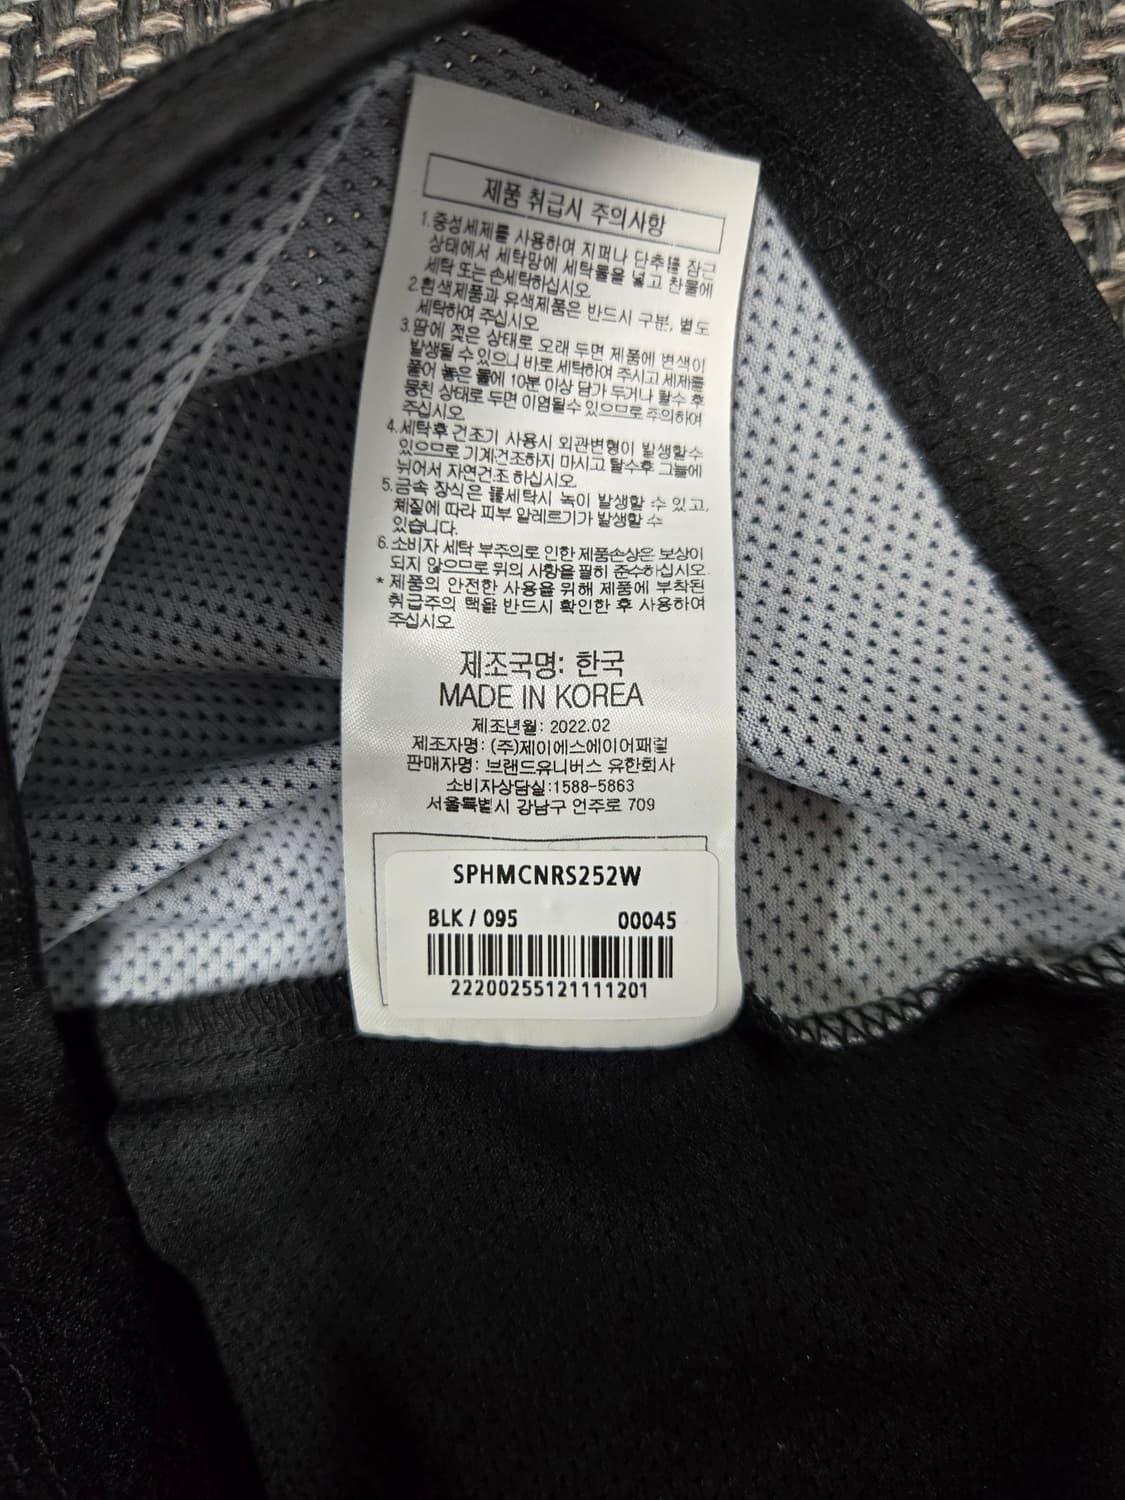 제품 취급시 주의사항
1.중성세제를 사용하여 지퍼나 단추를 잠근
상태에서 세탁망에 세탁물을 넣고 찬물에
세탁 또는 손세탁하십시오.
2.흰색제품과 유색제품은 반드시 구분, 별도
세탁하여 주십시오.
3.땀에 젖은 상태로 오래 두면 제품에 변색이
발생될 수 있으니 바로 세탁하여 주시고 세제를
풀어 놓은 물에 10분 이상 담가 두거나 탈수 후
뭉친 상태로 두면 이염될수 있으므로 주의하여
주십시오.
4.세탁후 건조기 사용시 외관변형이 발생할수
있으므로 기계건조하지 마시고 탈수후 그늘에
뉘어서 자연건조 하십시오.
5.금속 장식은 물세탁시 녹이 발생할 수 있고,
체질에 따라 피부 알레르기가 발생할 수
있습니다.
6.소비자 세탁 부주의로 인한 제품손상은 보상이
되지 않으므로 위의 사항을 필히 준수하십시오.
* 제품의 안전한 사용을 위해 제품에 부착된
취급주의 택을 반드시 확인한 후 사용하여
주십시오.
제조국명: 한국
MADE IN KOREA
제조년월: 2022.02
제조자명: (주)제이에스에이어패럴
판매자명: 브랜드유니버스 유한회사
소비자상담실:1588-5863
서울특별시 강남구 언주로 709
SPHMCNRS252W
BLK / 095 00045
22200255121111201